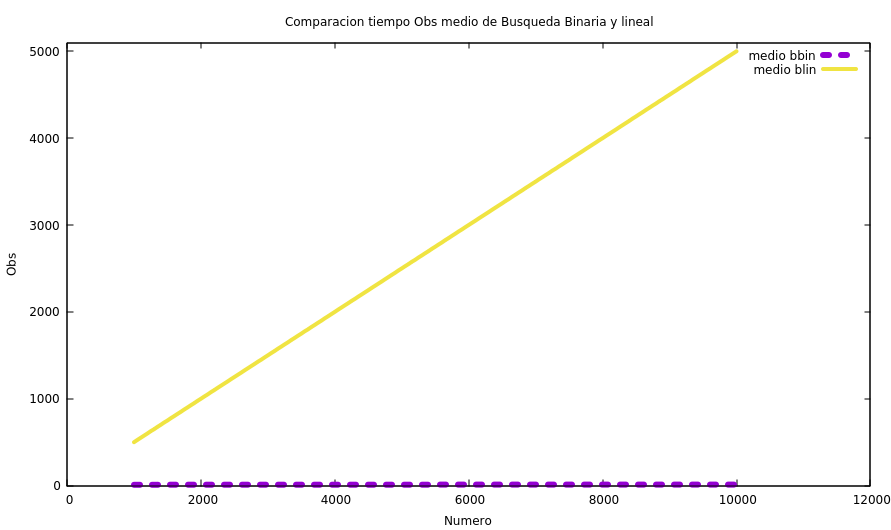 Comparacion tiempo Obs medio de Busqueda Binaria y lineal
5000
4000
3000
2000
1000
0
Obs
medio bbin
medio blin
0
2000
4000
6000
8000
10000
12000
Numero